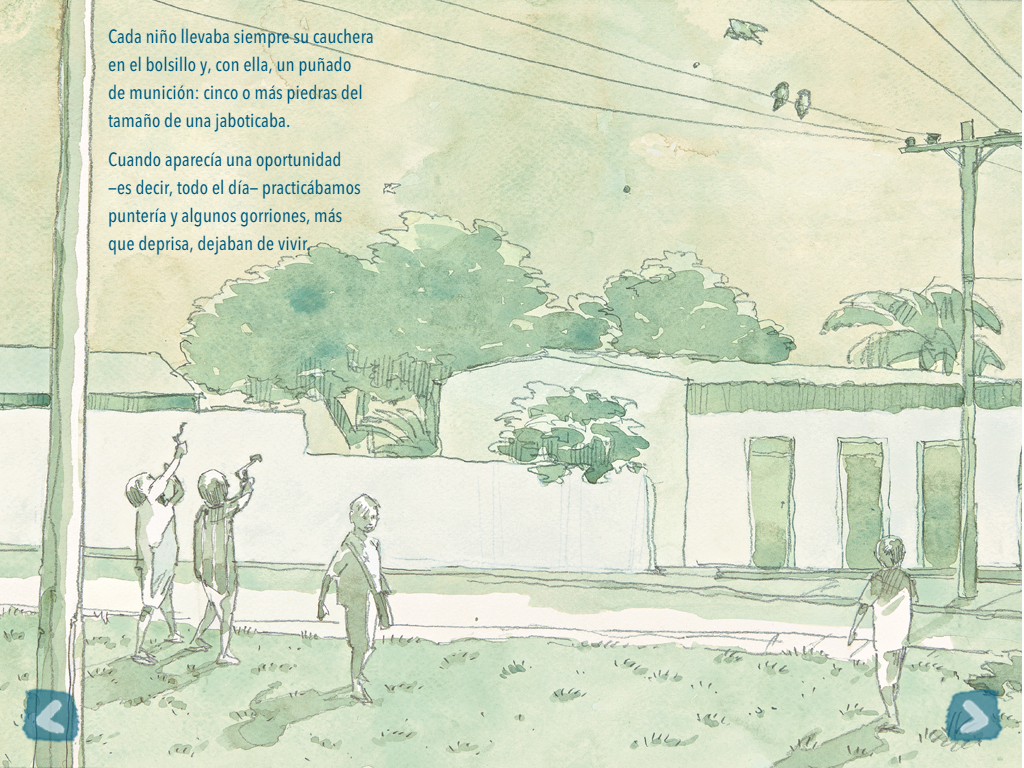 Cada niño llevaba siempre su cauchera
en el bolsillo y, con ella, un puñado
de munición: cinco o más piedras del
tamaño de una jaboticaba.
Cuando aparecía una oportunidad
–es decir, todo el día– practicábamos
puntería y algunos gorriones, más
que deprisa, dejaban de vivir.